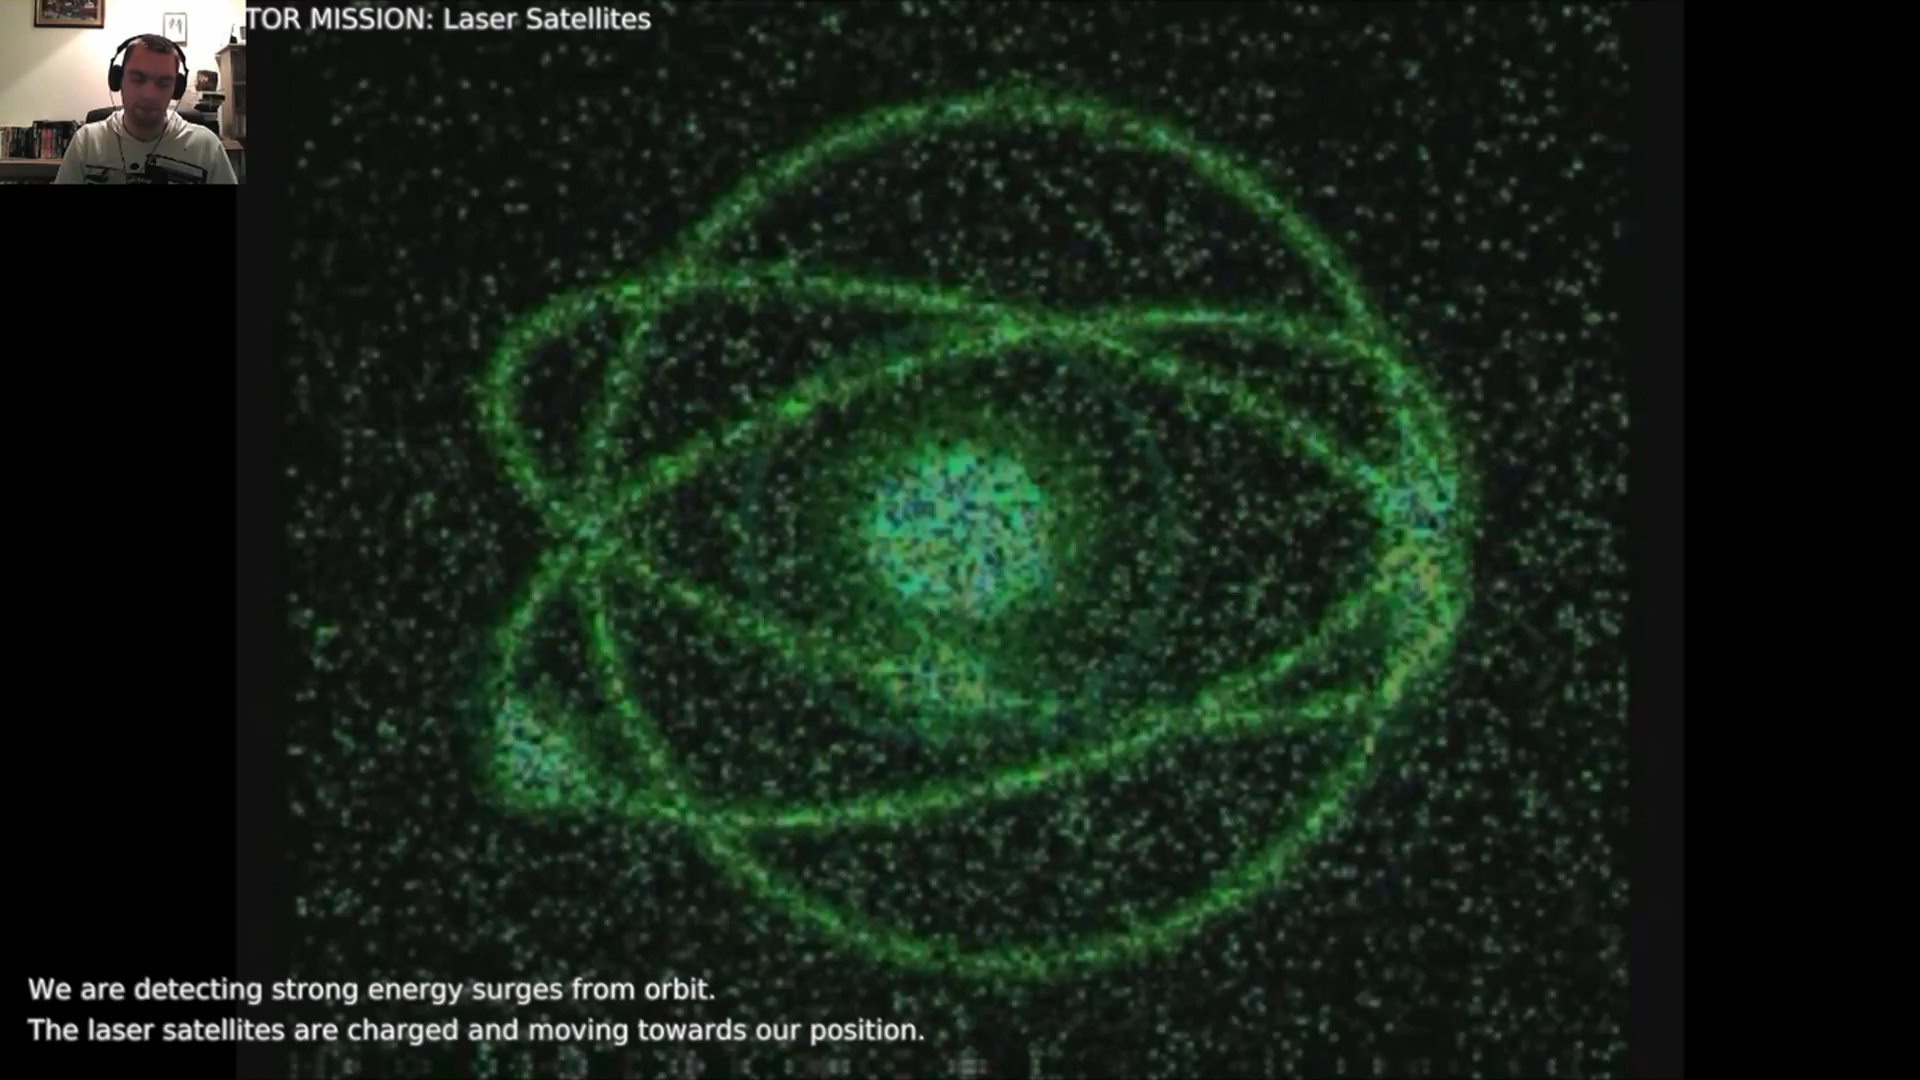 TOR MISSION: Laser Satellites
We are detecting strong energy surges from orbit.
The laser satellites are charged and moving towards our position.